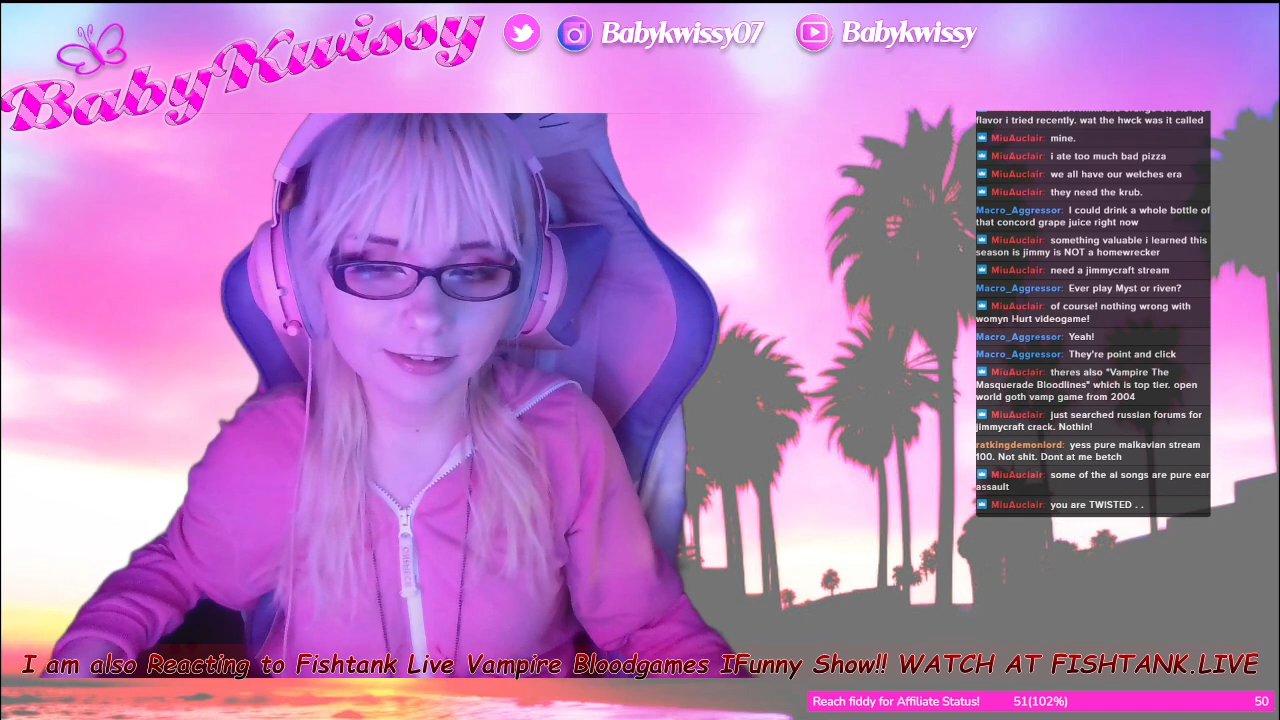 BabyKwissy
Babykwissy07
Babykwissy
flavor i tried recently. wat the hwck was it called
MiuAuclair: mine.
MiuAuclair: i ate too much bad pizza
MiuAuclair: we all have our welches era
MiuAuclair: they need the krub.
Macro_Aggressor: I could drink a whole bottle of
that concord grape juice right now
MiuAuclair: something valuable i learned this
season is jimmy is NOT a homewrecker
MiuAuclair: need a jimmycraft stream
Macro_Aggressor: Ever play Myst or riven?
MiuAuclair: of course! nothing wrong with
womyn Hurt videogame!
Macro_Aggressor: Yeah!
Macro_Aggressor: They're point and click
MiuAuclair: theres also "Vampire The
Masquerade Bloodlines" which is top tier. open
world goth vamp game from 2004
MiuAuclair: just searched russian forums for
jimmycraft crack. Nothin!
ratkingdemonlord: yess pure malkavian stream
100. Not shit. Dont at me betch
MiuAuclair: some of the ai songs are pure ear
assault
MiuAuclair: you are TWISTED . .
I am also Reacting to Fishtank Live Vampire Bloodgames IFunny Show!! WATCH AT FISHTANK.LIVE
Reach fiddy for Affiliate Status! 51(102%) 50